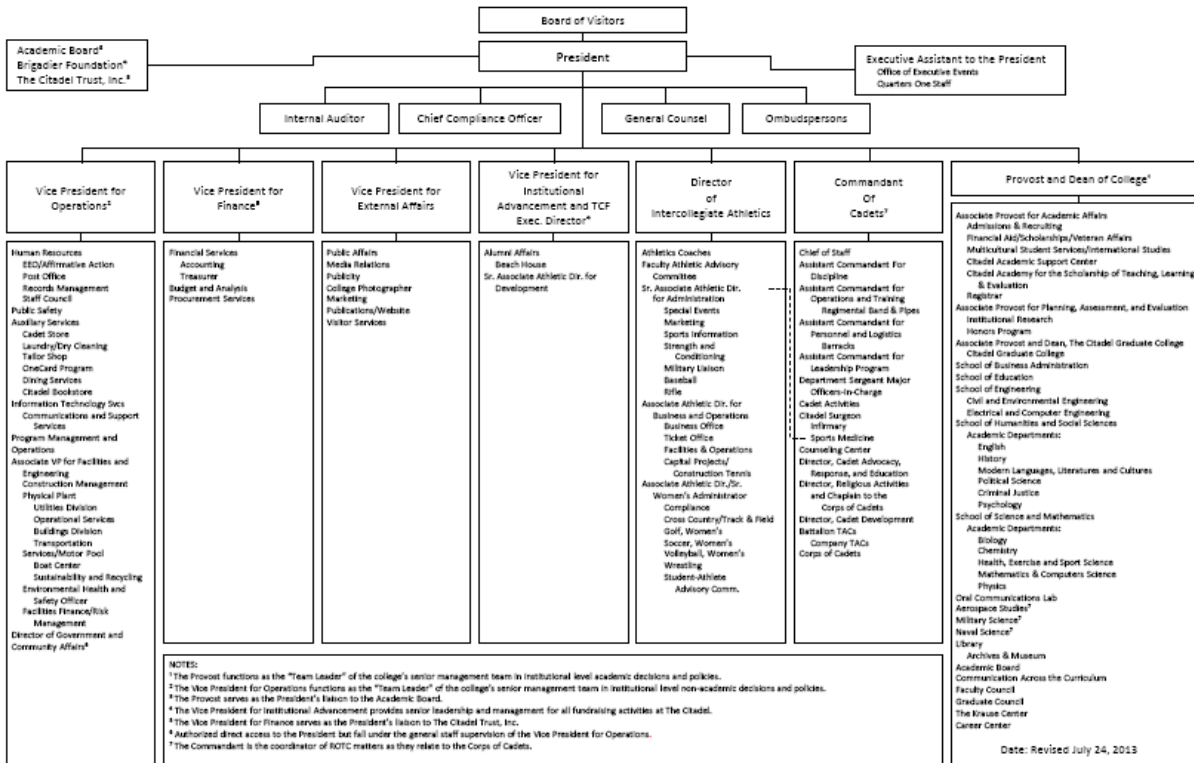 Board of Visitors
President
Academic Board³
Brigadier Foundation⁴
The Citadel Trust, Inc.⁵
Executive Assistant to the President
Office of Executive Events
Quarters One Staff
Internal Auditor
Chief Compliance Officer
General Counsel
Ombudspersons
Vice President for
Operations²
Human Resources
EEO/Affirmative Action
Post Office
Records Management
Staff Council
Public Safety
Auxiliary Services
Cadet Store
Laundry/Dry Cleaning
Tailor Shop
OneCard Program
Dining Services
Citadel Bookstore
Information Technology Svcs
Communications and Support
Services
Program Management and
Operations
Associate VP for Facilities and
Engineering
Construction Management
Physical Plant
Utilities Division
Operational Services
Buildings Division
Transportation
Services/Motor Pool
Boat Center
Sustainability and Recycling
Environmental Health and
Safety Officer
Facilities Finance/Risk
Management
Director of Government and
Community Affairs⁶
Vice President for
Finance⁵
Financial Services
Accounting
Treasurer
Budget and Analysis
Procurement Services
Vice President for
External Affairs
Public Affairs
Media Relations
Publicity
College Photographer
Marketing
Publications/Website
Visitor Services
Vice President for
Institutional
Advancement and TCF
Exec. Director⁴
Alumni Affairs
Beach House
Sr. Associate Athletic Dir. for
Development
Director
of
Intercollegiate Athletics
Athletics Coaches
Faculty Athletic Advisory
Committee
Sr. Associate Athletic Dir.
for Administration
Special Events
Marketing
Sports Information
Strength and
Conditioning
Military Liaison
Baseball
Rifle
Associate Athletic Dir. for
Business and Operations
Business Office
Ticket Office
Facilities & Operations
Capital Projects/
Construction Tennis
Associate Athletic Dir./Sr.
Women's Administrator
Compliance
Cross Country/Track & Field
Golf, Women's
Soccer, Women's
Volleyball, Women's
Wrestling
Student-Athlete
Advisory Comm.
Commandant
Of
Cadets⁷
Chief of Staff
Assistant Commandant For
Discipline
Assistant Commandant for
Operations and Training
Regimental Band & Pipes
Assistant Commandant for
Personnel and Logistics
Barracks
Assistant Commandant for
Leadership Program
Department Sergeant Major
Officers-in-Charge
Cadet Activities
Citadel Surgeon
Infirmary
Sports Medicine
Counseling Center
Director, Cadet Advocacy,
Response, and Education
Director, Religious Activities
and Chaplain to the
Corps of Cadets
Director, Cadet Development
Battalion TACs
Company TACs
Corps of Cadets
Provost and Dean of College¹
Associate Provost for Academic Affairs
Admissions & Recruiting
Financial Aid/Scholarships/Veteran Affairs
Multicultural Student Services/International Studies
Citadel Academic Support Center
Citadel Academy for the Scholarship of Teaching, Learning
& Evaluation
Registrar
Associate Provost for Planning, Assessment, and Evaluation
Institutional Research
Honors Program
Associate Provost and Dean, The Citadel Graduate College
Citadel Graduate College
School of Business Administration
School of Education
School of Engineering
Civil and Environmental Engineering
Electrical and Computer Engineering
School of Humanities and Social Sciences
Academic Departments:
English
History
Modern Languages, Literatures and Cultures
Political Science
Criminal Justice
Psychology
School of Science and Mathematics
Academic Departments:
Biology
Chemistry
Health, Exercise and Sport Science
Mathematics & Computers Science
Physics
Oral Communications Lab
Aerospace Studies⁷
Military Science⁷
Naval Science⁷
Library
Archives & Museum
Academic Board
Communication Across the Curriculum
Faculty Council
Graduate Council
The Krause Center
Career Center
Date: Revised July 24, 2013
NOTES:
¹ The Provost functions as the "Team Leader" of the college's senior management team in institutional level academic decisions and policies.
² The Vice President for Operations functions as the "Team Leader" of the college's senior management team in institutional level non-academic decisions and policies.
³ The Provost serves as the President's liaison to the Academic Board.
⁴ The Vice President for Institutional Advancement provides senior leadership and management for all fundraising activities at The Citadel.
⁵ The Vice President for Finance serves as the President's liaison to The Citadel Trust, Inc.
⁶ Authorized direct access to the President but fall under the general staff supervision of the Vice President for Operations.
⁷ The Commandant is the coordinator of ROTC matters as they relate to the Corps of Cadets.